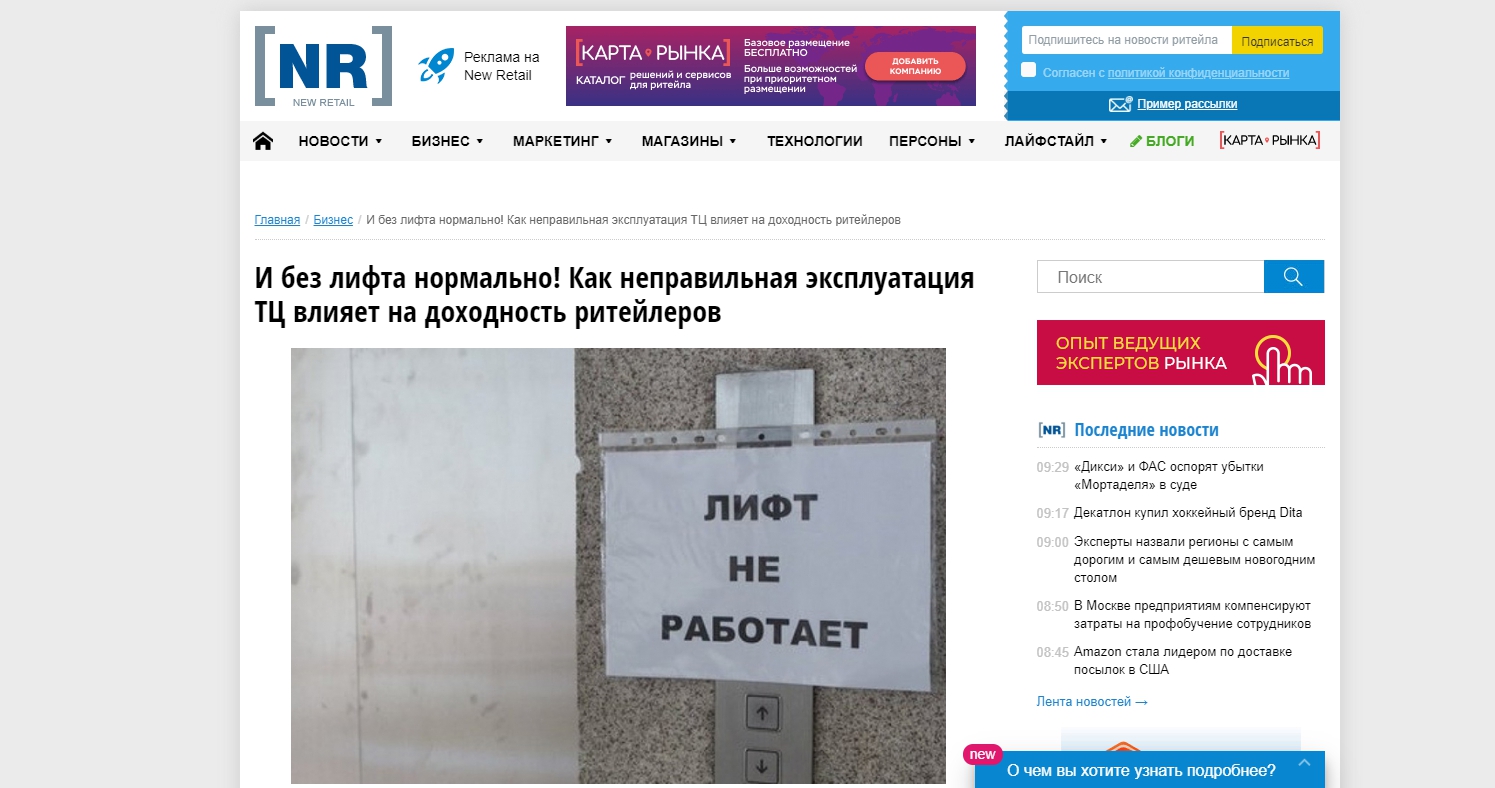 NR
NEW RETAIL
Реклама на
New Retail
[КАРТА РЫНКА]
КАТАЛОГ решений и сервисов
для ритейла
Базовое размещение
БЕСПЛАТНО
Больше возможностей
при приоритетном
размещении
ДОБАВИТЬ
КОМПАНИЮ
Подпишитесь на новости ритейла
Подписаться
Согласен с политикой конфиденциальности
Пример рассылки
НОВОСТИ БИЗНЕС МАРКЕТИНГ МАГАЗИНЫ ТЕХНОЛОГИИ ПЕРСОНЫ ЛАЙФСТАЙЛ БЛОГИ [КАРТА РЫНКА]
Главная / Бизнес / И без лифта нормально! Как неправильная эксплуатация ТЦ влияет на доходность ритейлеров
И без лифта нормально! Как неправильная эксплуатация
ТЦ влияет на доходность ритейлеров
ЛИФТ
НЕ
РАБОТАЕТ
Поиск
ОПЫТ ВЕДУЩИХ
ЭКСПЕРТОВ РЫНКА
[NR] Последние новости
09:29 «Дикси» и ФАС оспорят убытки
«Мортаделя» в суде
09:17 Декатлон купил хоккейный бренд Dita
09:00 Эксперты назвали регионы с самым
дорогим и самым дешевым новогодним
столом
08:50 В Москве предприятиям компенсируют
затраты на профобучение сотрудников
08:45 Amazon стала лидером по доставке
посылок в США
Лента новостей →
new
О чем вы хотите узнать подробнее?